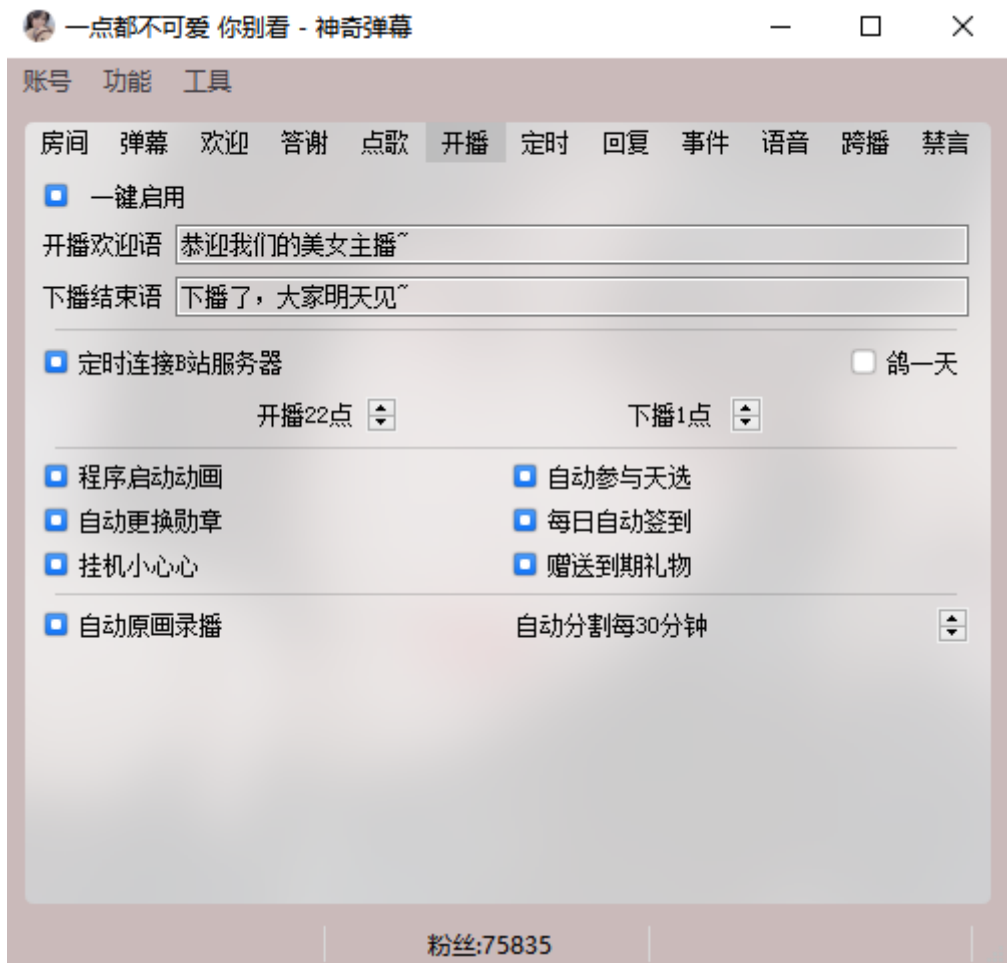 一点都不可爱 你别看 - 神奇弹幕
账号 功能 工具
房间 弹幕 欢迎 答谢 点歌 开播 定时 回复 事件 语音 跨播 禁言
一键启用
开播欢迎语 恭迎我们的美女主播~
下播结束语 下播了，大家明天见~
定时连接B站服务器 鸽一天
开播22点 下播1点
程序启动动画 自动参与天选
自动更换勋章 每日自动签到
挂机小心心 赠送到期礼物
自动原画录播 自动分割每30分钟
粉丝:75835